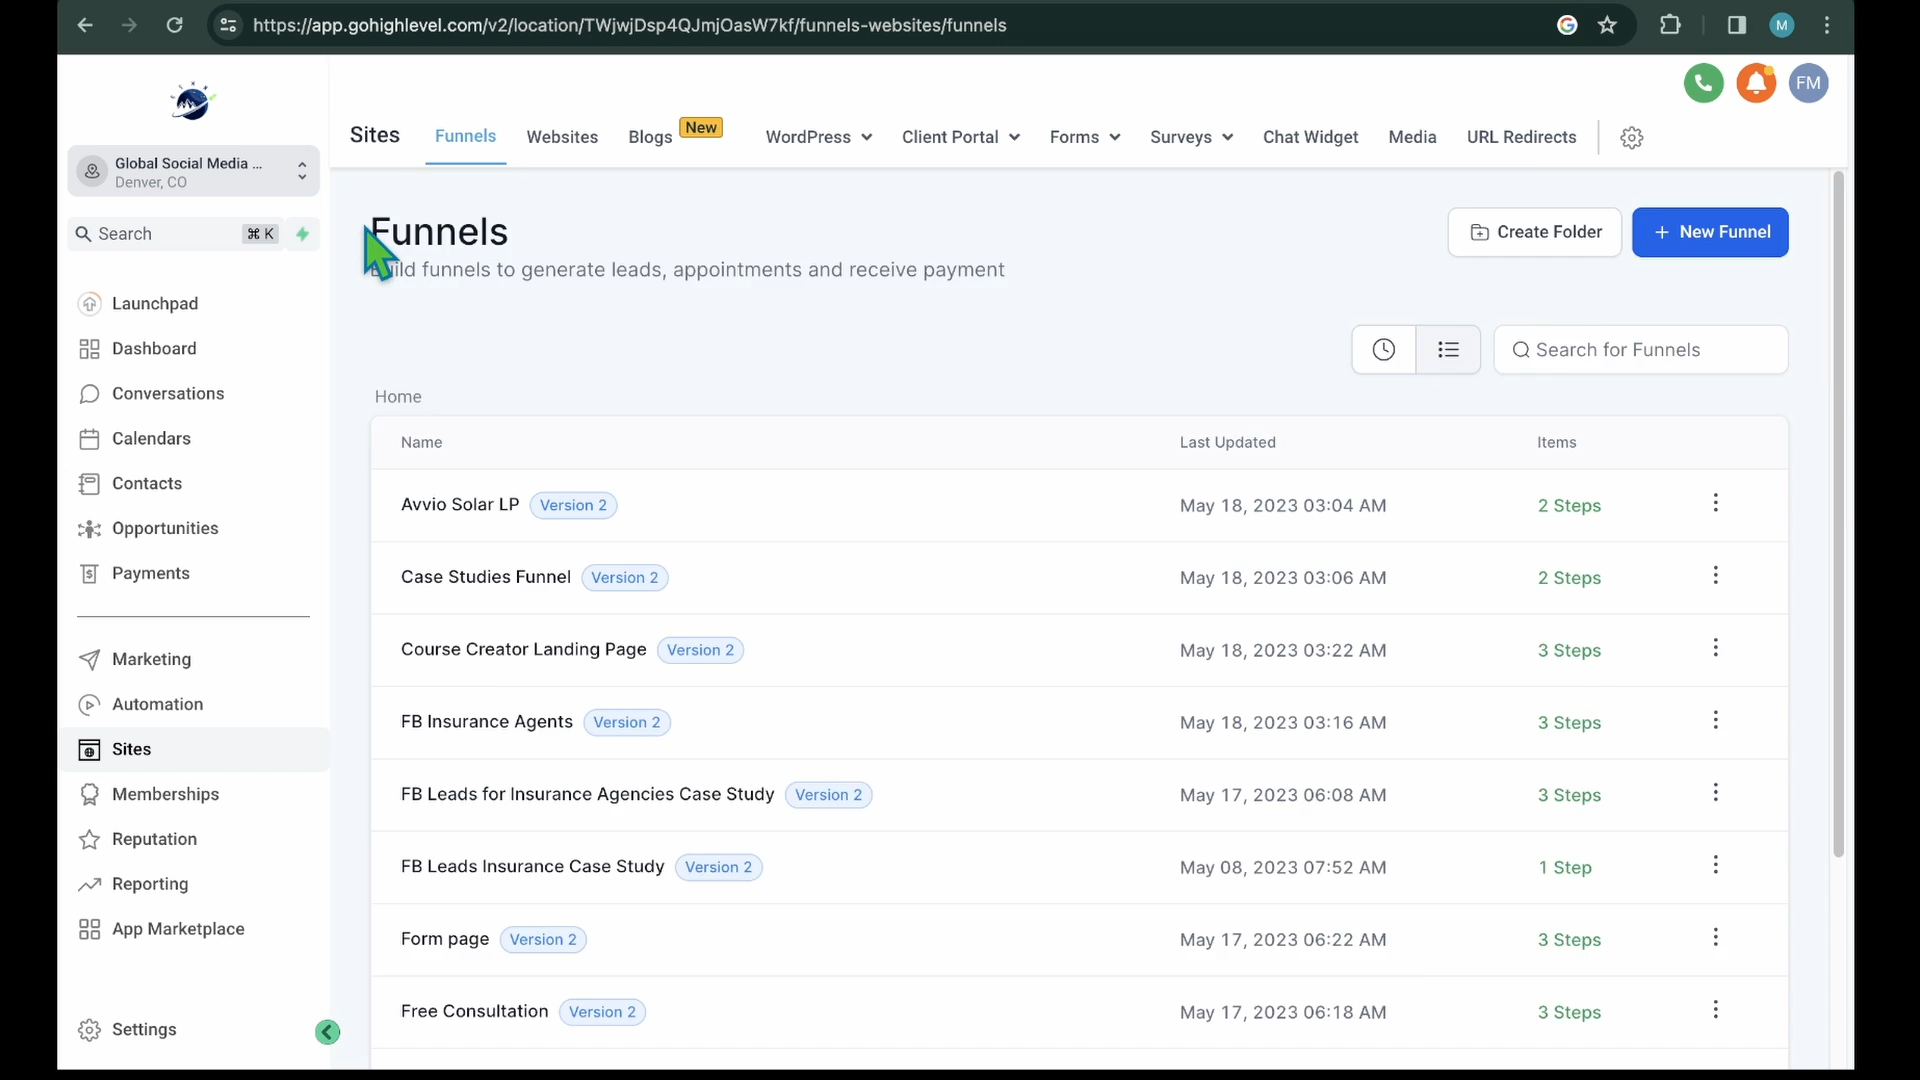 https://app.gohighlevel.com/v2/location/TWjwjDsp4QJmjOasW7kf/funnels-websites/funnels
M
FM
Sites
Funnels
Websites
Blogs
New
WordPress
Client Portal
Forms
Surveys
Chat Widget
Media
URL Redirects
Global Social Media ...
Denver, CO
Search
⌘ K
Launchpad
Dashboard
Conversations
Calendars
Contacts
Opportunities
Payments
Marketing
Automation
Sites
Memberships
Reputation
Reporting
App Marketplace
Settings
Funnels
Build funnels to generate leads, appointments and receive payment
Create Folder
+ New Funnel
Search for Funnels
Home
Name Last Updated Items
Avvio Solar LP Version 2 May 18, 2023 03:04 AM 2 Steps
Case Studies Funnel Version 2 May 18, 2023 03:06 AM 2 Steps
Course Creator Landing Page Version 2 May 18, 2023 03:22 AM 3 Steps
FB Insurance Agents Version 2 May 18, 2023 03:16 AM 3 Steps
FB Leads for Insurance Agencies Case Study Version 2 May 17, 2023 06:08 AM 3 Steps
FB Leads Insurance Case Study Version 2 May 08, 2023 07:52 AM 1 Step
Form page Version 2 May 17, 2023 06:22 AM 3 Steps
Free Consultation Version 2 May 17, 2023 06:18 AM 3 Steps